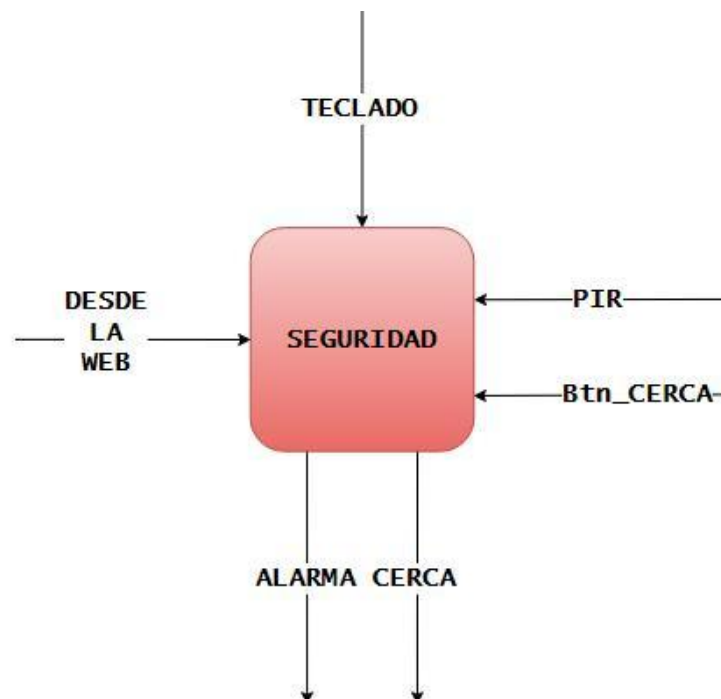 TECLADO
DESDE
LA
WEB
SEGURIDAD
PIR
Btn_CERCA
ALARMA CERCA